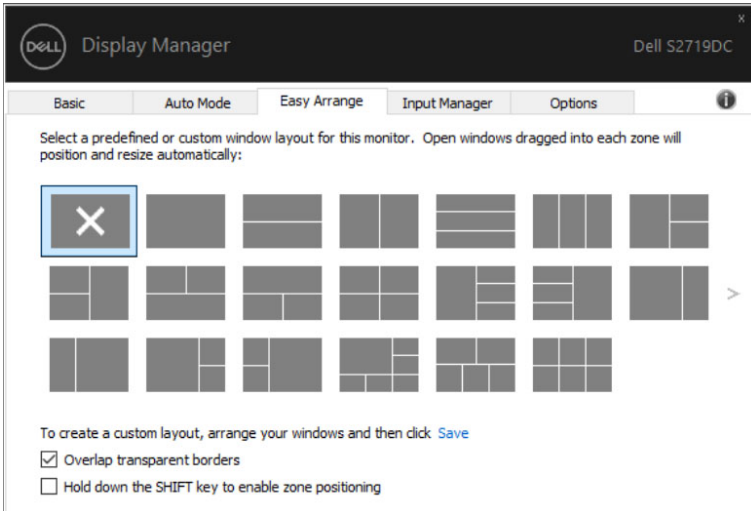 x
DELL Display Manager Dell S2719DC
Basic Auto Mode Easy Arrange Input Manager Options i
Select a predefined or custom window layout for this monitor. Open windows dragged into each zone will
position and resize automatically:
>
To create a custom layout, arrange your windows and then click Save
Overlap transparent borders
Hold down the SHIFT key to enable zone positioning